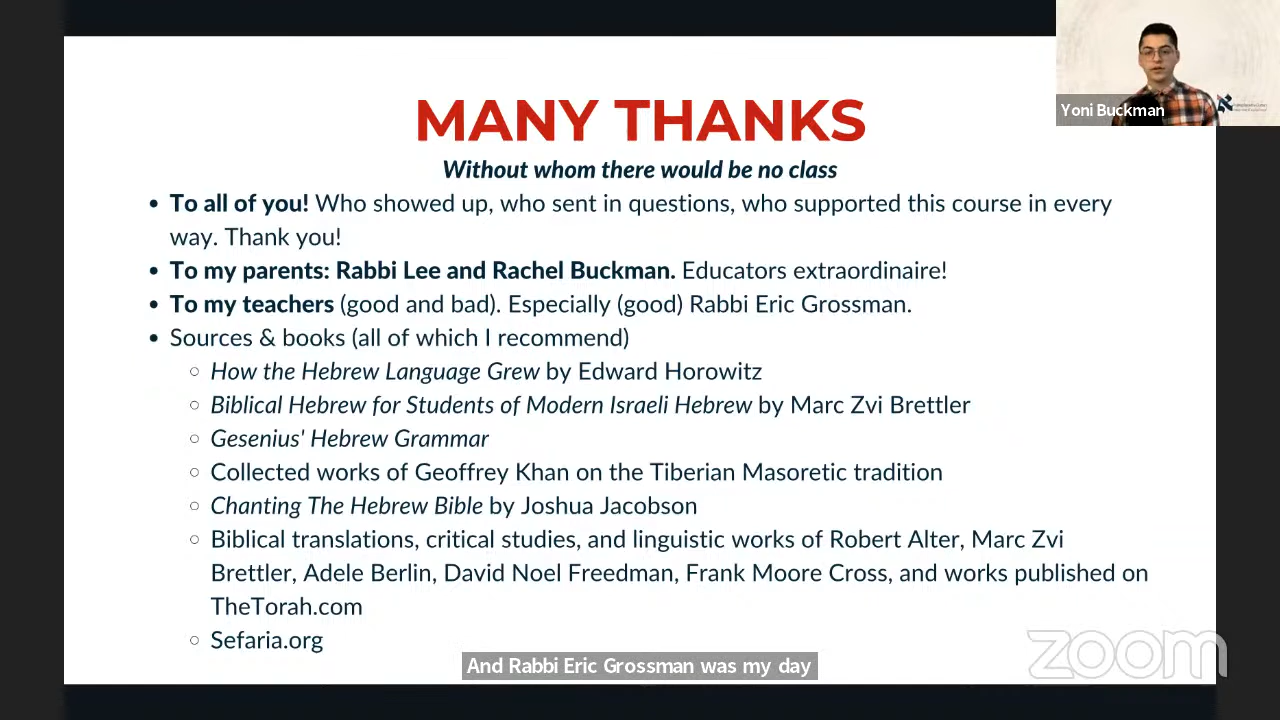 Yoni Buckman
MANY THANKS
Without whom there would be no class
• To all of you! Who showed up, who sent in questions, who supported this course in every
way. Thank you!
• To my parents: Rabbi Lee and Rachel Buckman. Educators extraordinaire!
• To my teachers (good and bad). Especially (good) Rabbi Eric Grossman.
• Sources & books (all of which I recommend)
○ How the Hebrew Language Grew by Edward Horowitz
○ Biblical Hebrew for Students of Modern Israeli Hebrew by Marc Zvi Brettler
○ Gesenius' Hebrew Grammar
○ Collected works of Geoffrey Khan on the Tiberian Masoretic tradition
○ Chanting The Hebrew Bible by Joshua Jacobson
○ Biblical translations, critical studies, and linguistic works of Robert Alter, Marc Zvi
Brettler, Adele Berlin, David Noel Freedman, Frank Moore Cross, and works published on
TheTorah.com
○ Sefaria.org
zoom
And Rabbi Eric Grossman was my day